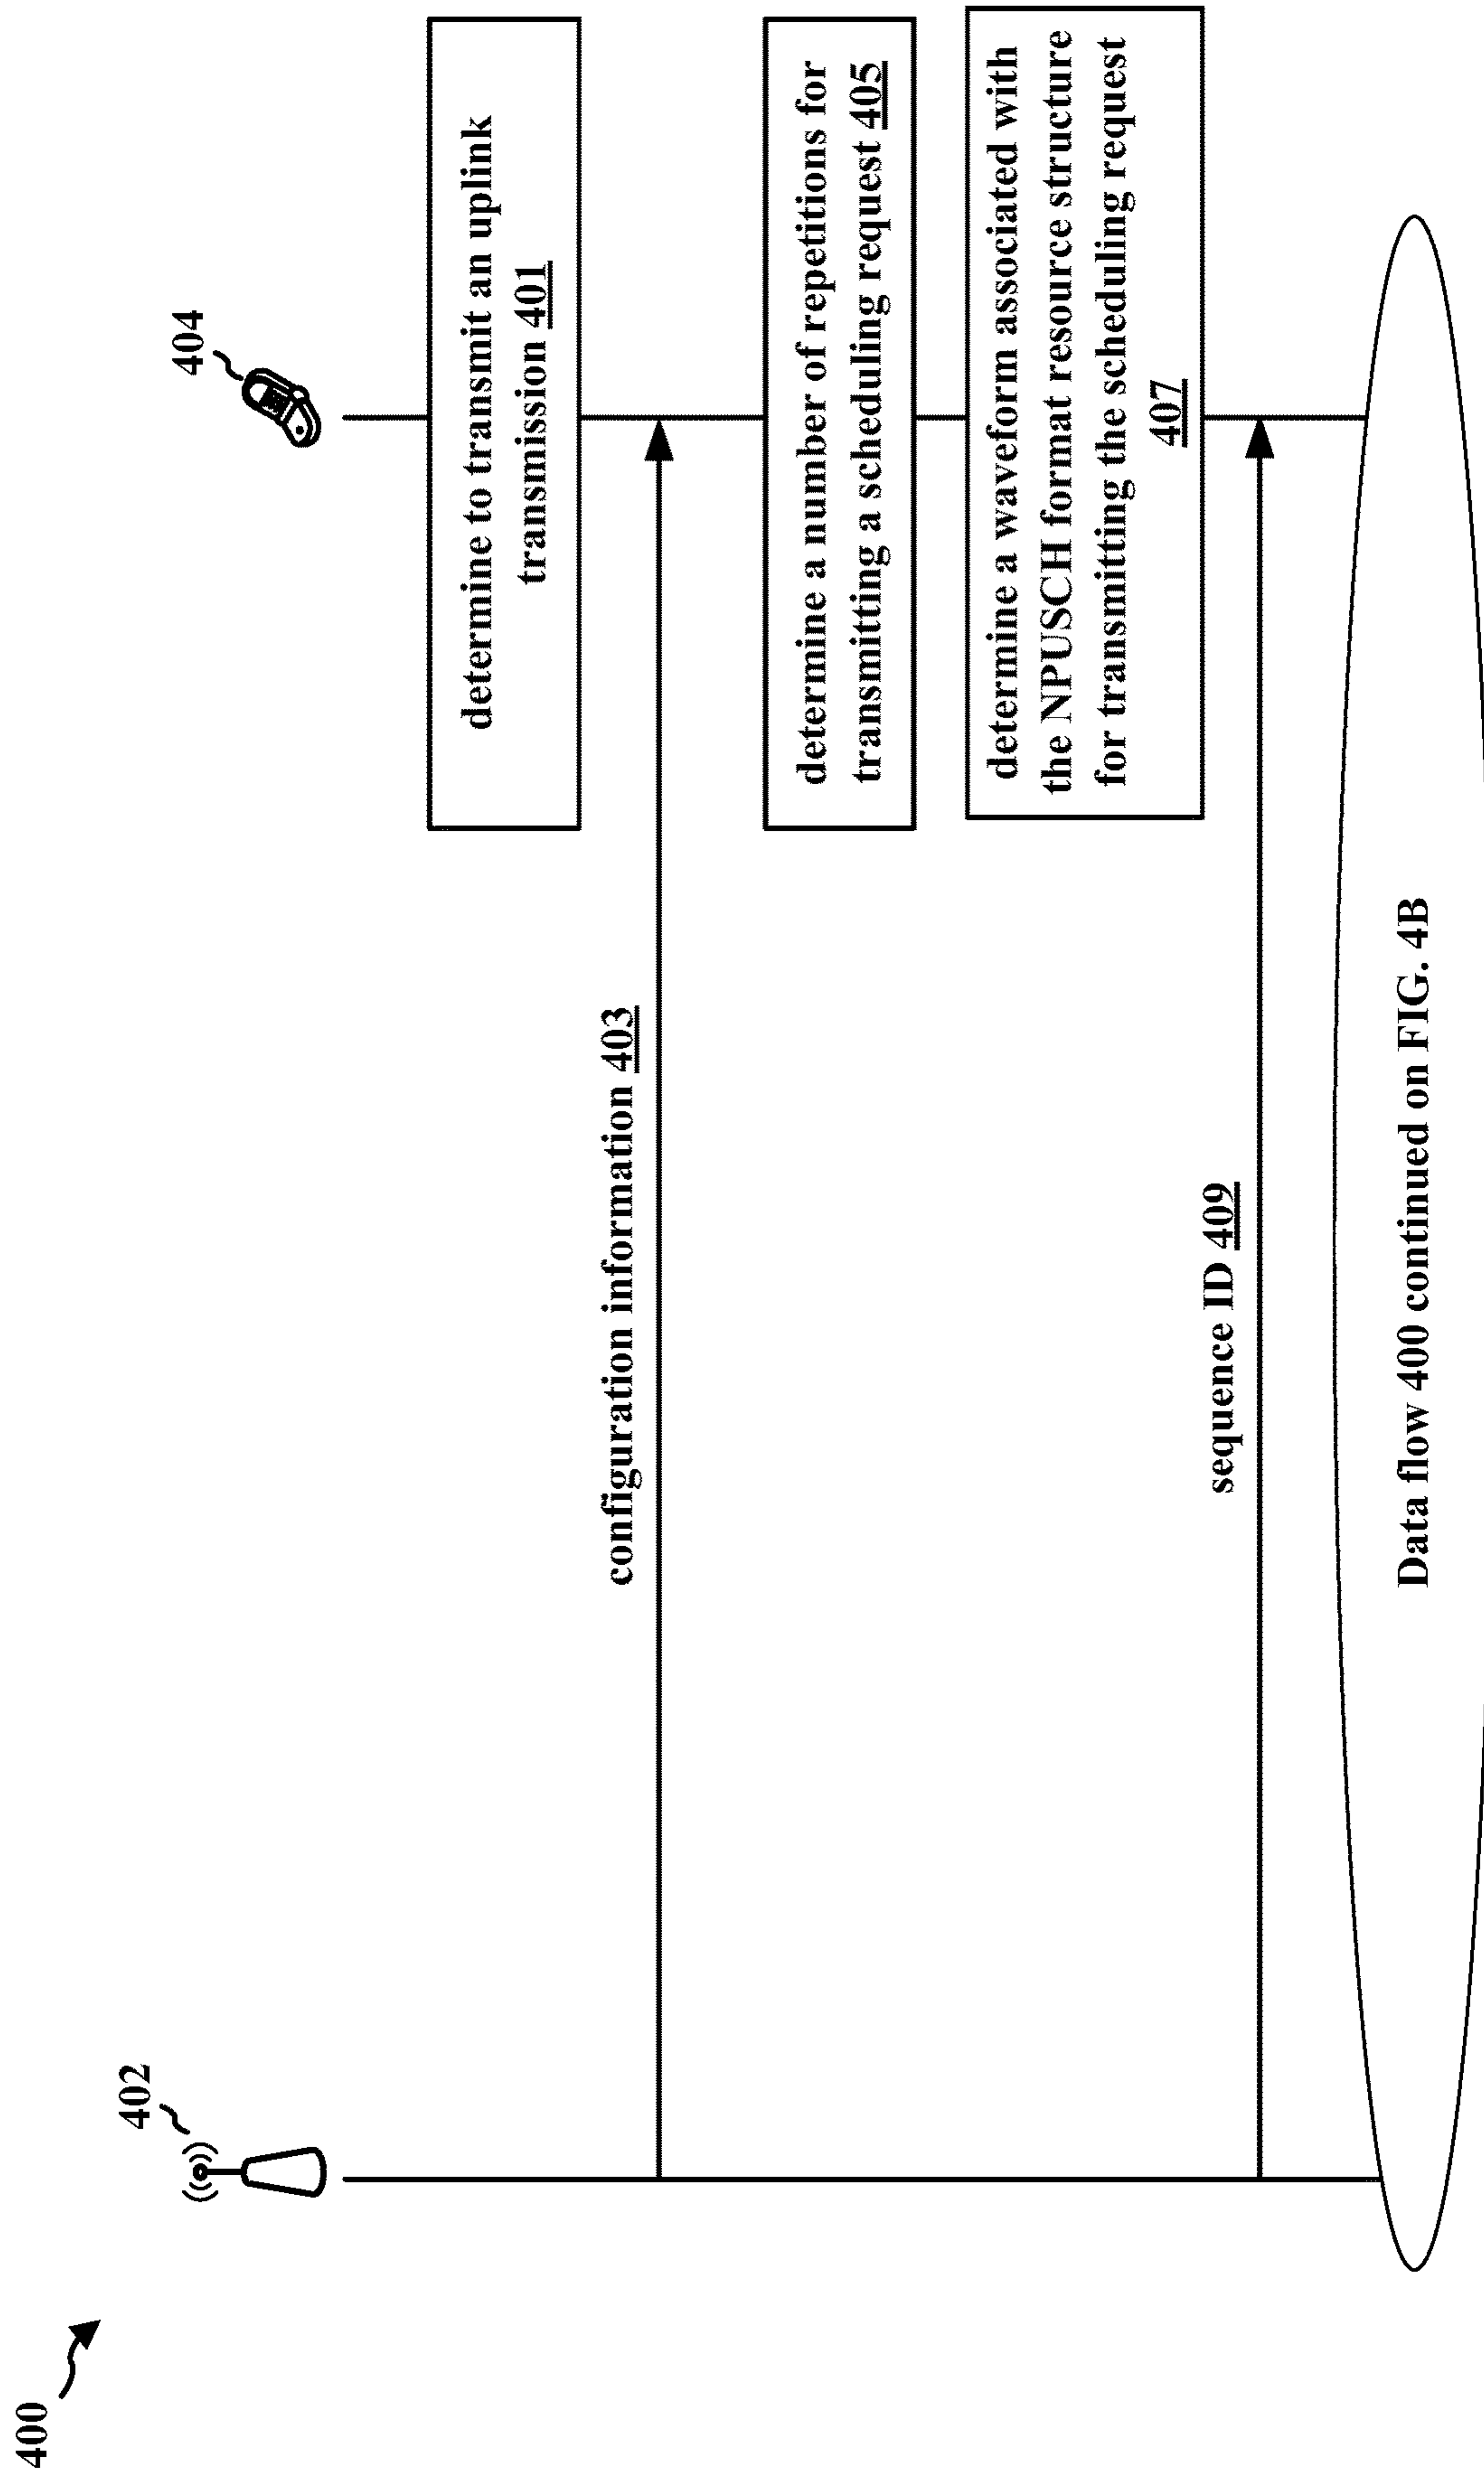 400
402
404
determine to transmit an uplink
transmission 401
configuration information 403
determine a number of repetitions for
transmitting a scheduling request 405
determine a waveform associated with
the NPUSCH format resource structure
for transmitting the scheduling request
407
sequence ID 409
Data flow 400 continued on FIG. 4B